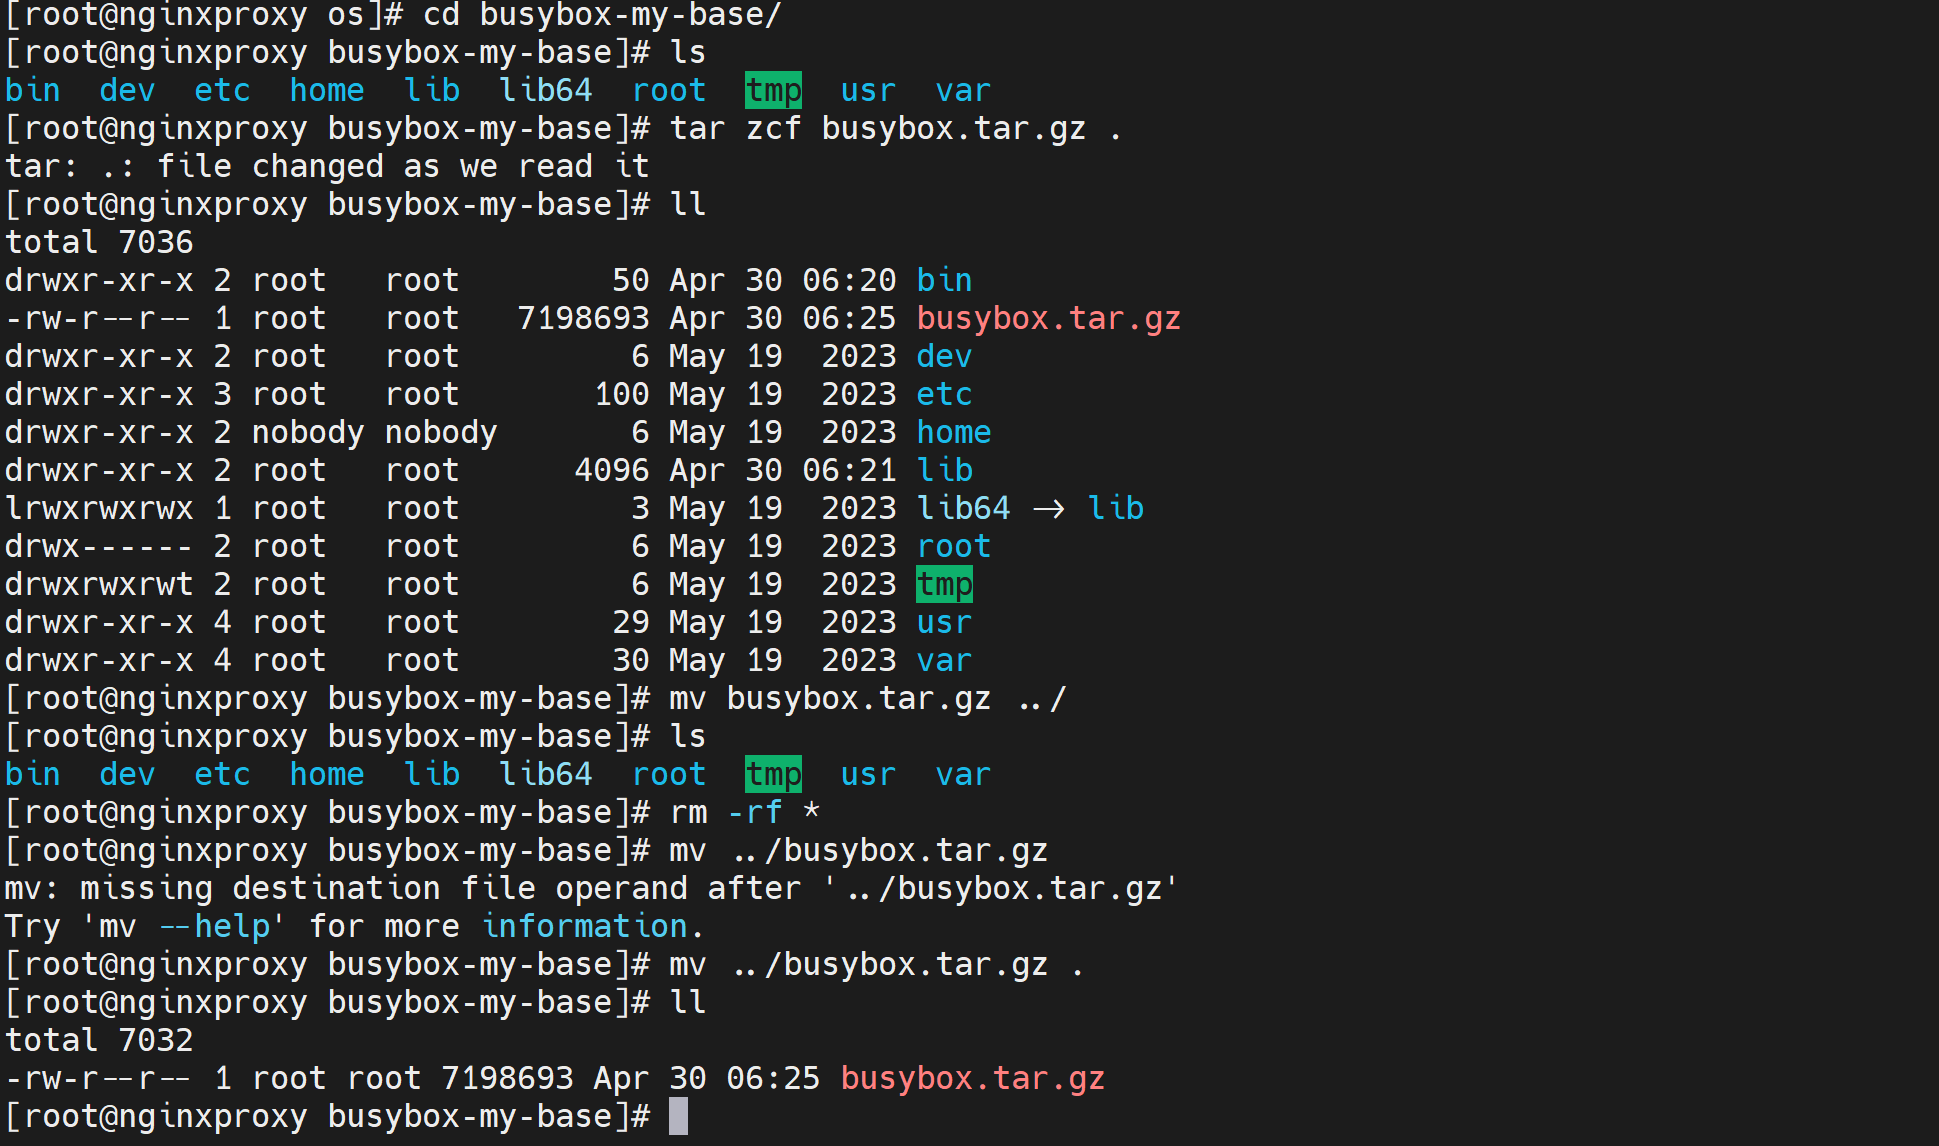 [root@nginxproxy os]# cd busybox-my-base/
[root@nginxproxy busybox-my-base]# ls
bin  dev  etc  home  lib  lib64  root  tmp  usr  var
[root@nginxproxy busybox-my-base]# tar zcf busybox.tar.gz .
tar: .: file changed as we read it
[root@nginxproxy busybox-my-base]# ll
total 7036
drwxr-xr-x 2 root   root        50 Apr 30 06:20 bin
-rw-r--r-- 1 root   root   7198693 Apr 30 06:25 busybox.tar.gz
drwxr-xr-x 2 root   root         6 May 19  2023 dev
drwxr-xr-x 3 root   root       100 May 19  2023 etc
drwxr-xr-x 2 nobody nobody       6 May 19  2023 home
drwxr-xr-x 2 root   root      4096 Apr 30 06:21 lib
lrwxrwxrwx 1 root   root         3 May 19  2023 lib64 -> lib
drwx------ 2 root   root         6 May 19  2023 root
drwxrwxrwt 2 root   root         6 May 19  2023 tmp
drwxr-xr-x 4 root   root        29 May 19  2023 usr
drwxr-xr-x 4 root   root        30 May 19  2023 var
[root@nginxproxy busybox-my-base]# mv busybox.tar.gz ../
[root@nginxproxy busybox-my-base]# ls
bin  dev  etc  home  lib  lib64  root  tmp  usr  var
[root@nginxproxy busybox-my-base]# rm -rf *
[root@nginxproxy busybox-my-base]# mv ../busybox.tar.gz
mv: missing destination file operand after '../busybox.tar.gz'
Try 'mv --help' for more information.
[root@nginxproxy busybox-my-base]# mv ../busybox.tar.gz .
[root@nginxproxy busybox-my-base]# ll
total 7032
-rw-r--r-- 1 root root 7198693 Apr 30 06:25 busybox.tar.gz
[root@nginxproxy busybox-my-base]#